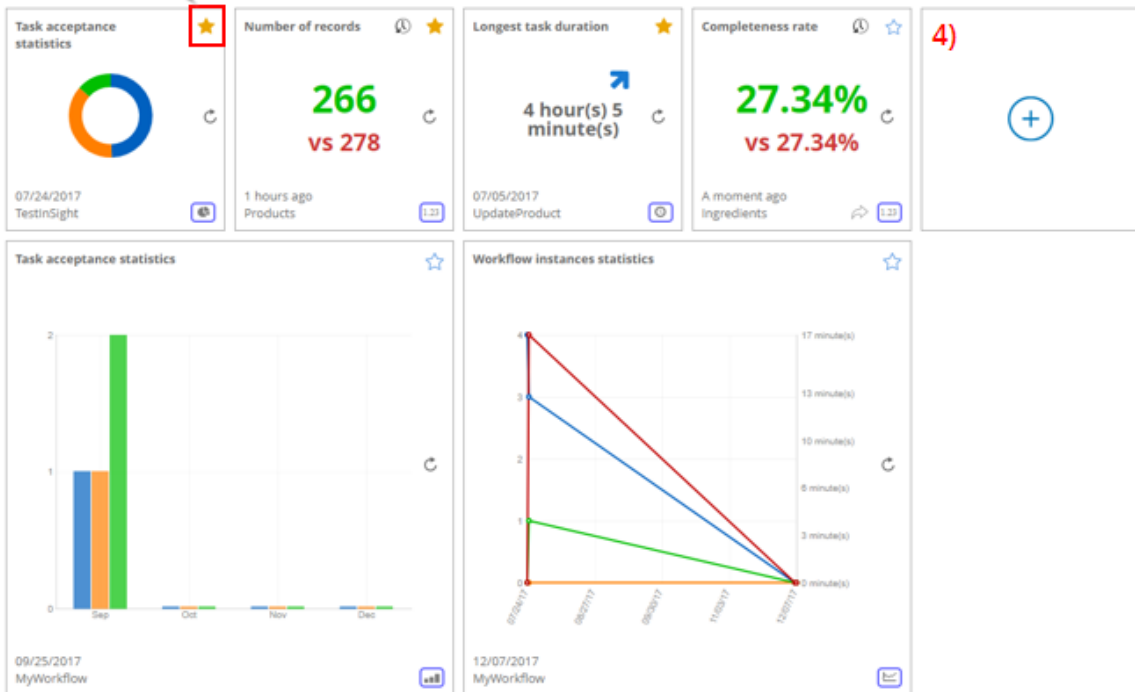 Task acceptance
statistics
07/24/2017
TestInSight
Number of records
266
vs 278
1 hours ago
Products
1.23
Longest task duration
4 hour(s) 5
minute(s)
07/05/2017
UpdateProduct
Completeness rate
27.34%
vs 27.34%
A moment ago
Ingredients
1.23
4)
Task acceptance statistics
2
1
0
Sep Oct Nov Dec
09/25/2017
MyWorkflow
Workflow instances statistics
4
3
2
1
0
17 minute(s)
13 minute(s)
10 minute(s)
6 minute(s)
3 minute(s)
0 minute(s)
07/24/17 08/27/17 09/30/17 11/03/17 12/07/17
12/07/2017
MyWorkflow